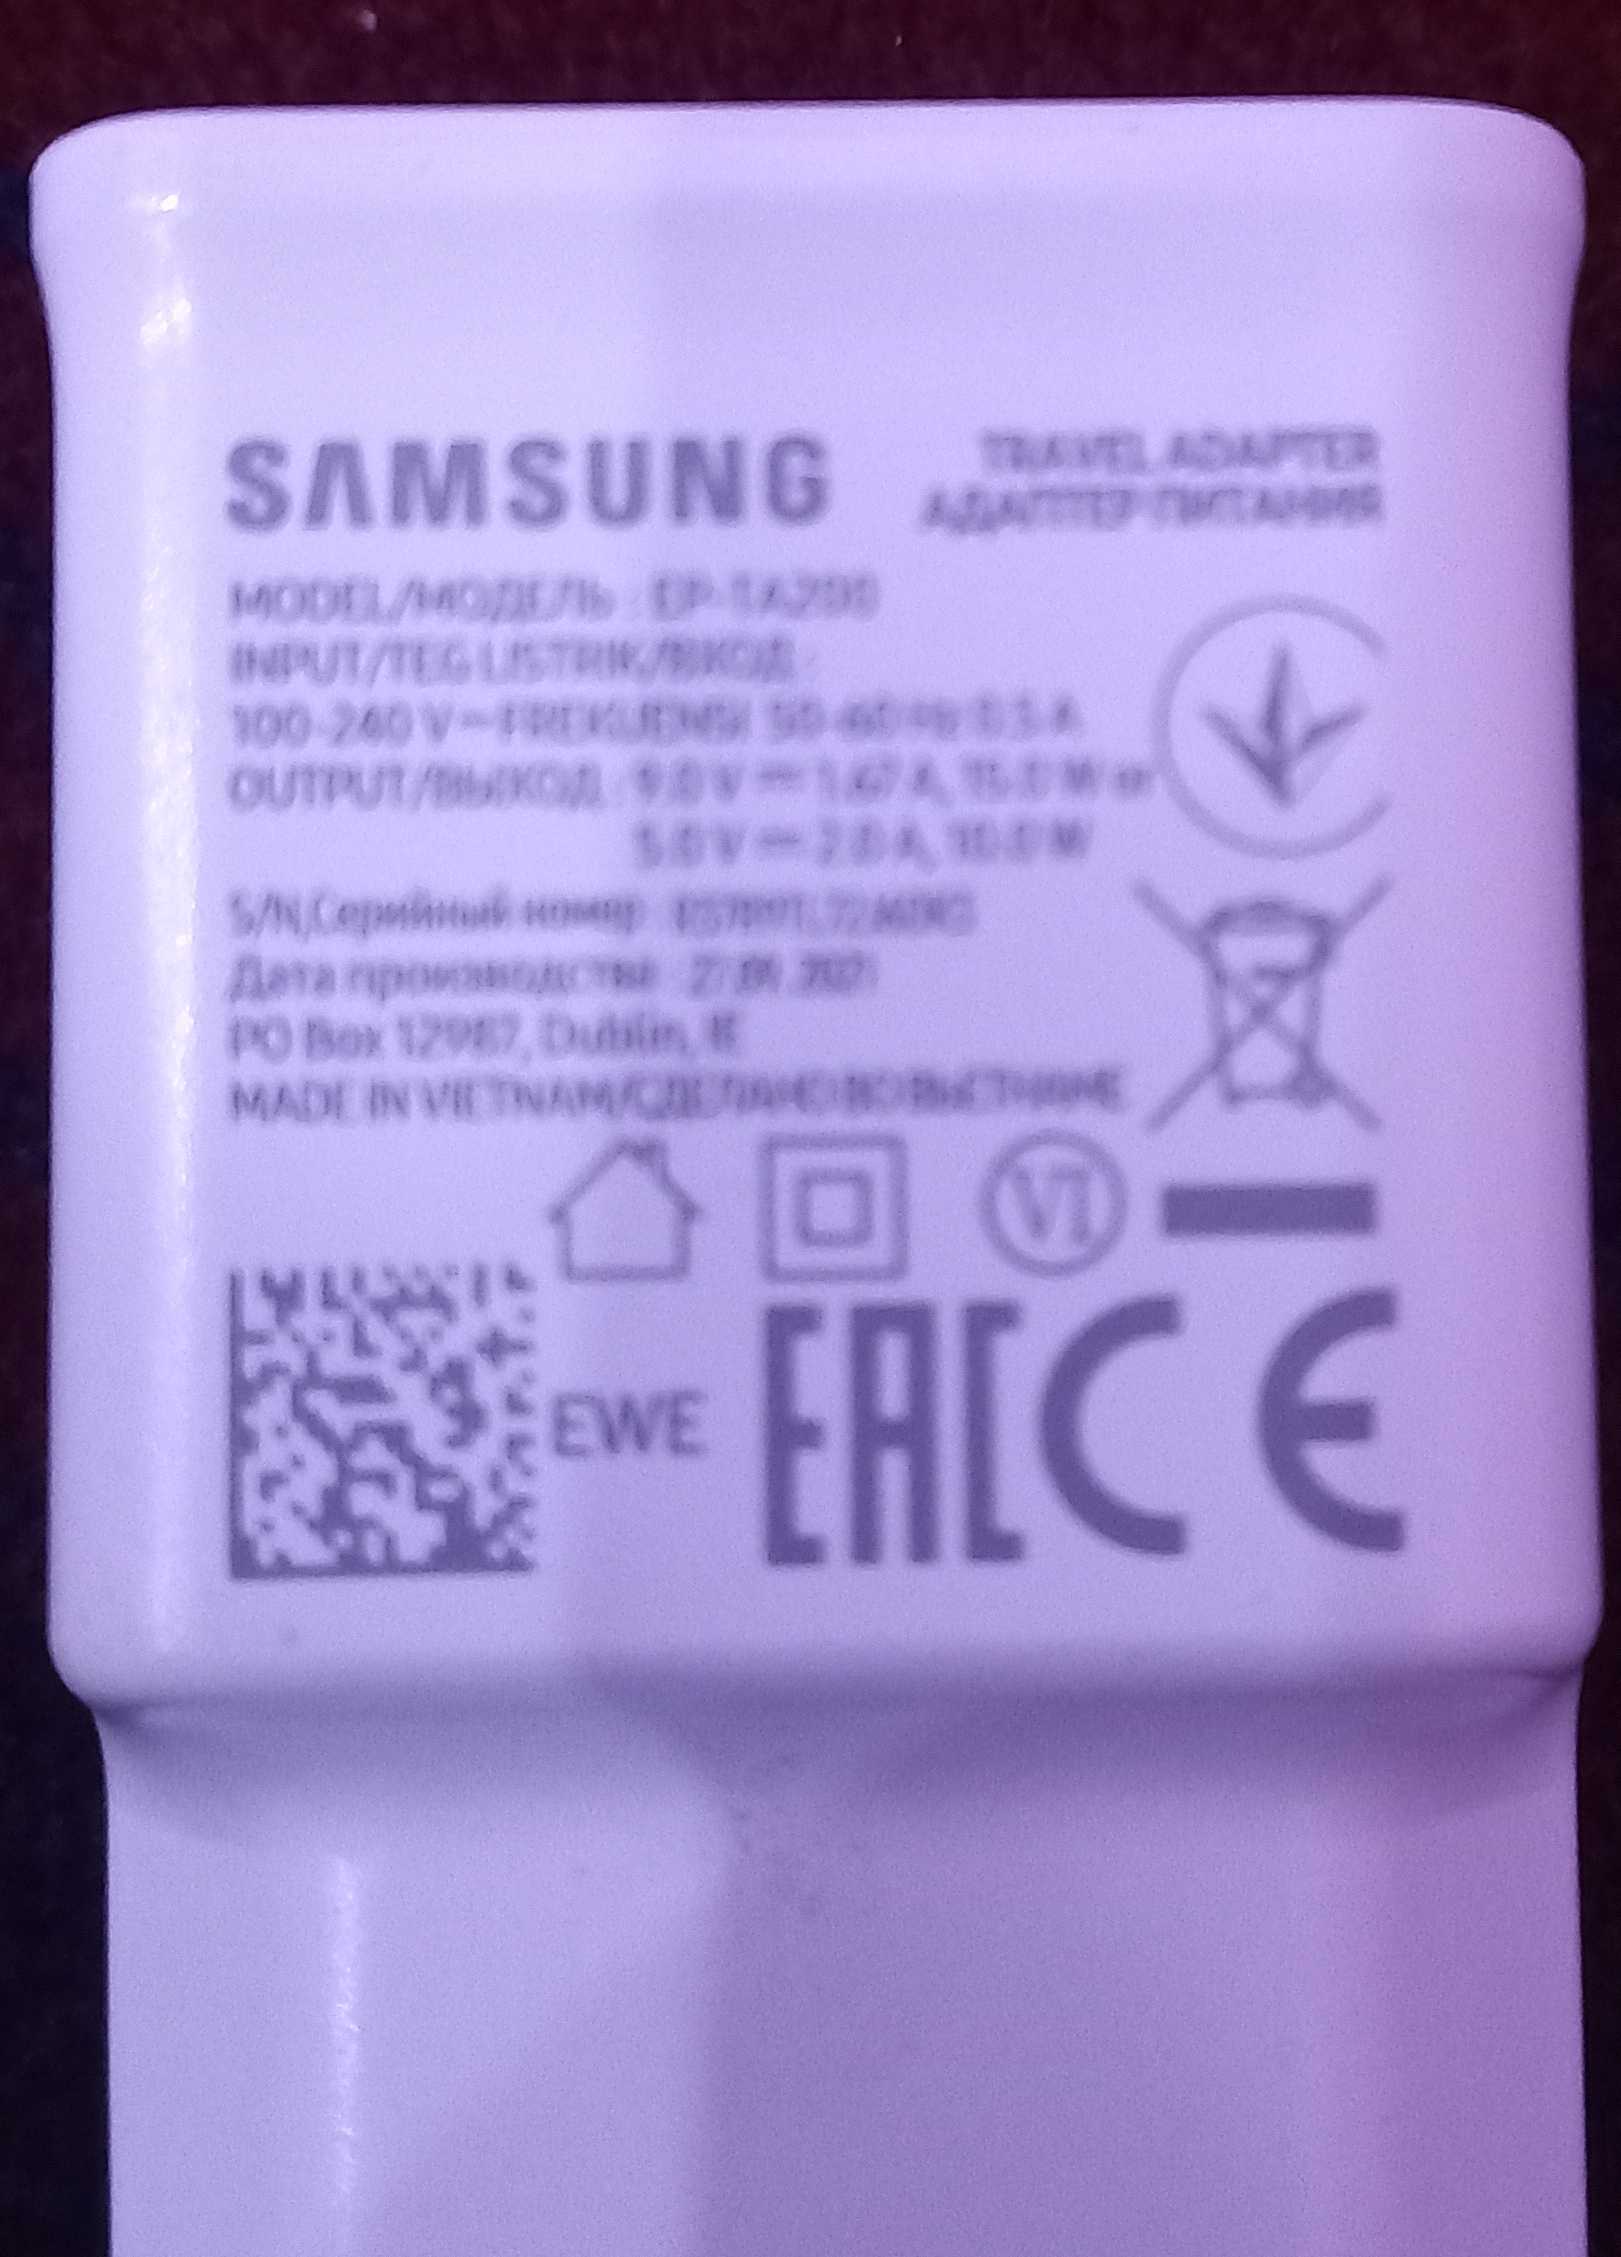 SAMSUNG
TRAVEL ADAPTER
АДАПТЕР ПИТАНИЯ
MODEL/МОДЕЛЬ : EP-TA200
INPUT/TEG LISTRIK/ВХОД :
100-240 V~FREKUENSI 50-60 Hz 0.5 A
OUTPUT/ВЫХОД : 9.0 V⎓1.67 A, 15.0 W or
5.0 V⎓2.0 A, 10.0 W
S/N,Серийный номер :
Дата производства : 2021
PO Box 12987, Dublin, IE
MADE IN VIETNAM/СДЕЛАНО ВО ВЬЕТНАМЕ
VI
EWE
EAC CE